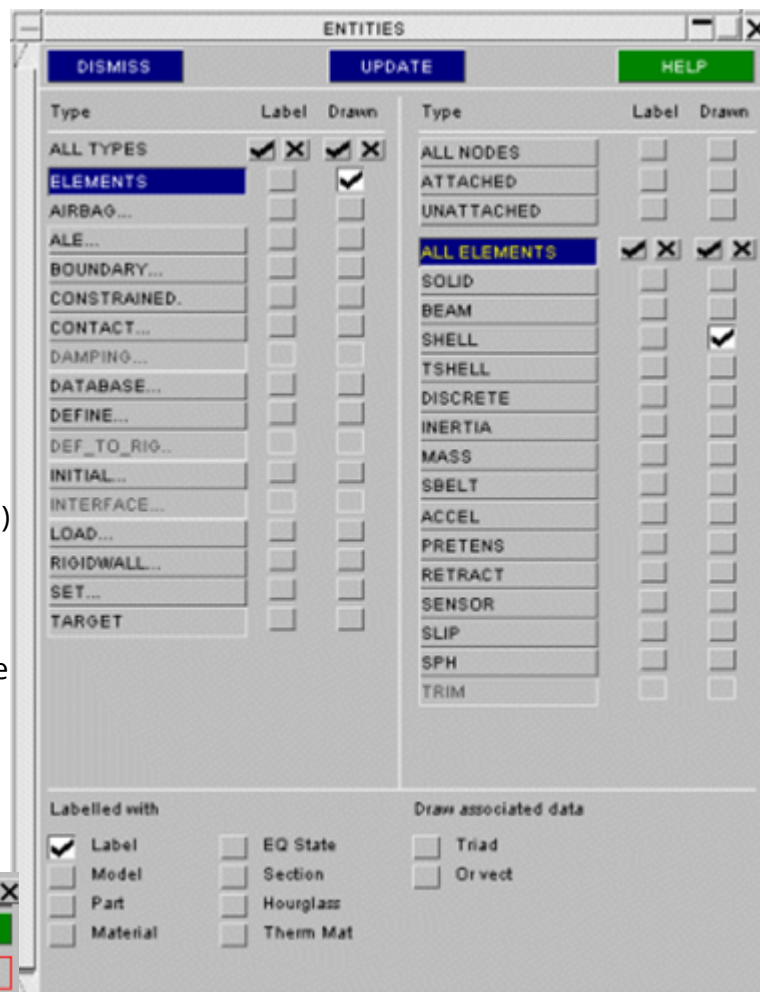 ENTITIES
DISMISS UPDATE HELP
Type Label Drawn
ALL TYPES
ELEMENTS
AIRBAG...
ALE...
BOUNDARY...
CONSTRAINED.
CONTACT...
DAMPING...
DATABASE...
DEFINE...
DEF_TO_RIG..
INITIAL...
INTERFACE...
LOAD...
RIGIDWALL...
SET...
TARGET
Type Label Drawn
ALL NODES
ATTACHED
UNATTACHED
ALL ELEMENTS
SOLID
BEAM
SHELL
TSHELL
DISCRETE
INERTIA
MASS
SBELT
ACCEL
PRETENS
RETRACT
SENSOR
SLIP
SPH
TRIM
Labelled with
Label EQ State
Model Section
Part Hourglass
Material Therm Mat
Draw associated data
Triad
Or vect
)
e